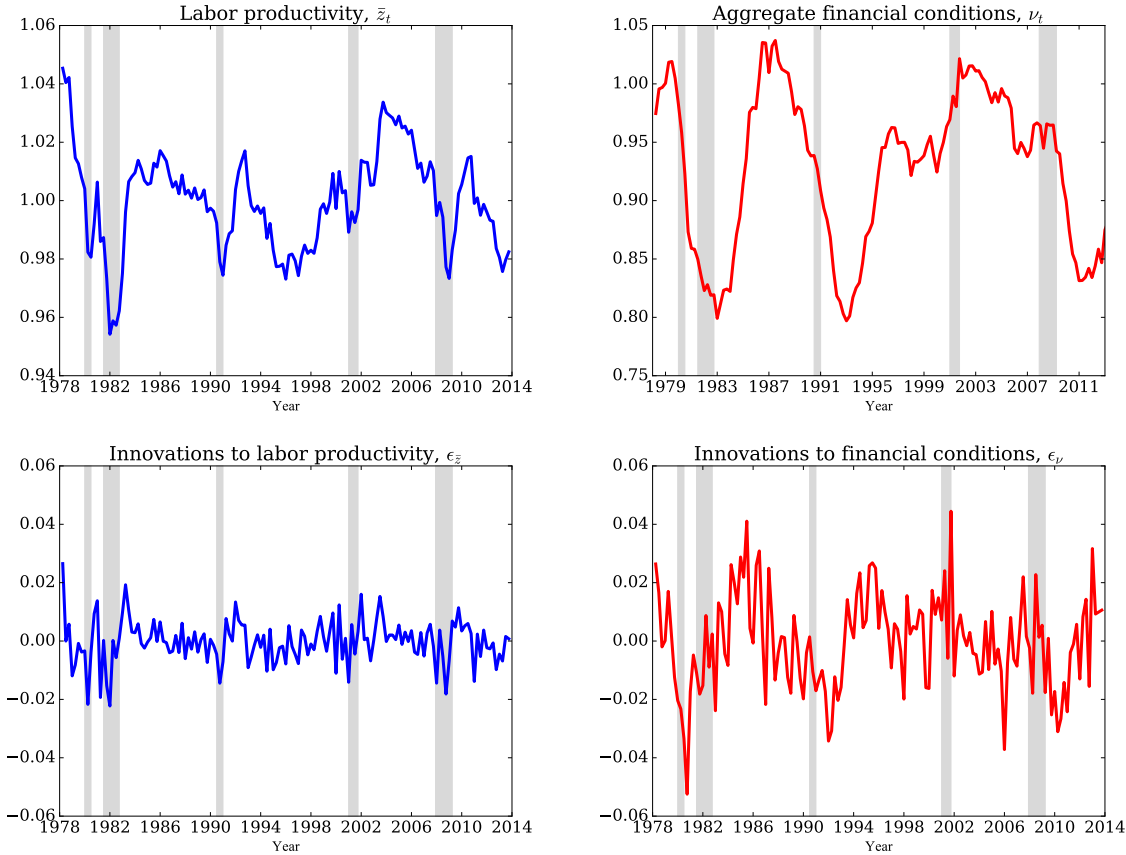 Labor productivity, z̄ₜ
1.06
1.04
1.02
1.00
0.98
0.96
0.94
1978 1982 1986 1990 1994 1998 2002 2006 2010 2014
Year
Aggregate financial conditions, νₜ
1.05
1.00
0.95
0.90
0.85
0.80
0.75
1979 1983 1987 1991 1995 1999 2003 2007 2011
Year
Innovations to labor productivity, ϵ_z̄
0.06
0.04
0.02
0.00
−0.02
−0.04
−0.06
1978 1982 1986 1990 1994 1998 2002 2006 2010 2014
Year
Innovations to financial conditions, ϵ_ν
0.06
0.04
0.02
0.00
−0.02
−0.04
−0.06
1978 1982 1986 1990 1994 1998 2002 2006 2010 2014
Year